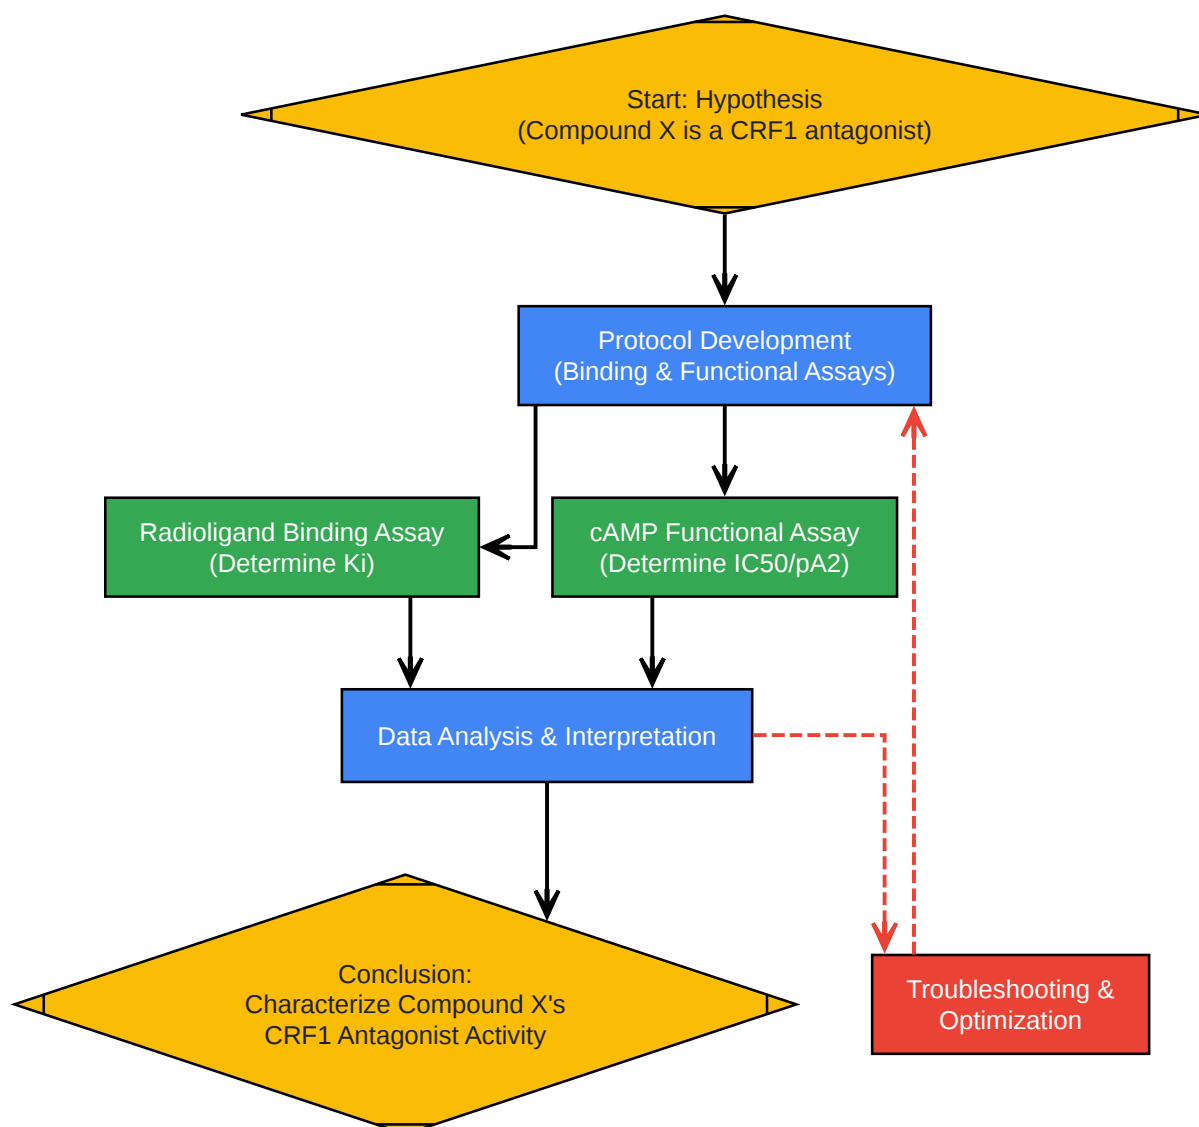 Start: Hypothesis
(Compound X is a CRF1 antagonist)
Protocol Development
(Binding & Functional Assays)
Radioligand Binding Assay
(Determine Ki)
cAMP Functional Assay
(Determine IC50/pA2)
Data Analysis & Interpretation
Conclusion:
Characterize Compound X's
CRF1 Antagonist Activity
Troubleshooting &
Optimization